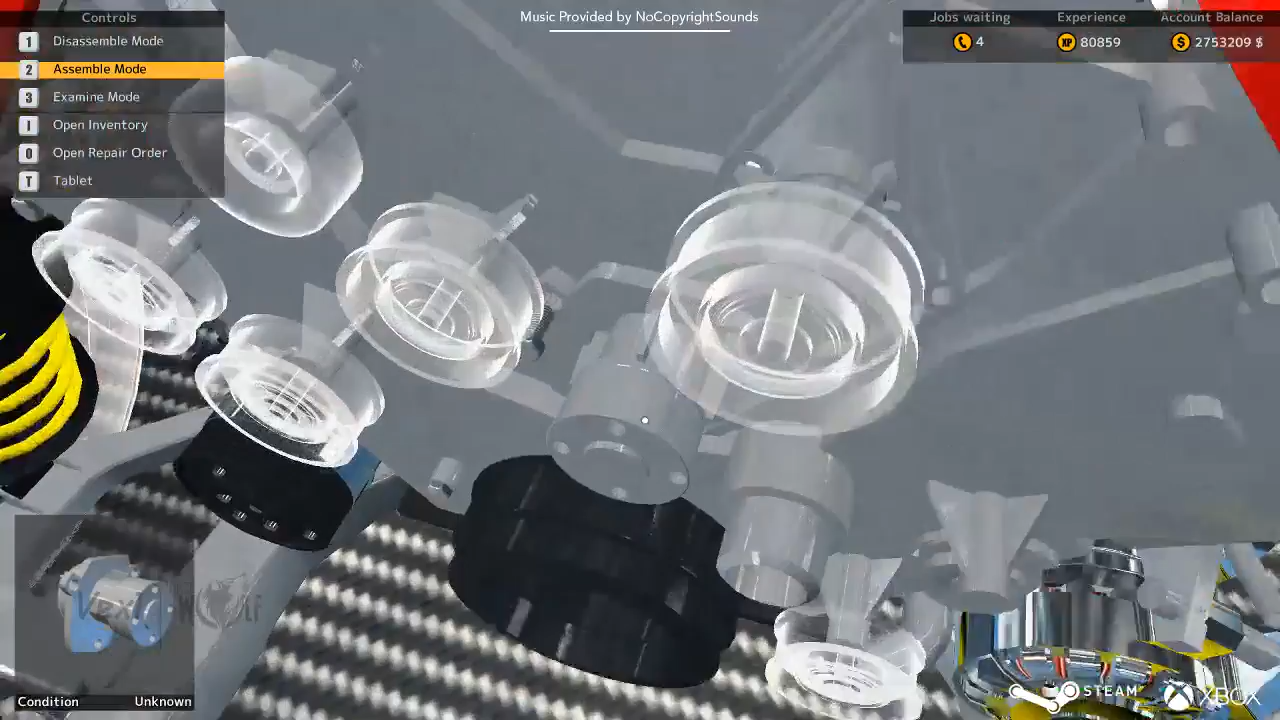 Controls
1 Disassemble Mode
2 Assemble Mode
3 Examine Mode
I Open Inventory
O Open Repair Order
T Tablet
Music Provided by NoCopyrightSounds
Jobs waiting Experience Account Balance
4 XP 80859 $ 2753209 $
Condition Unknown
STEAM XBOX